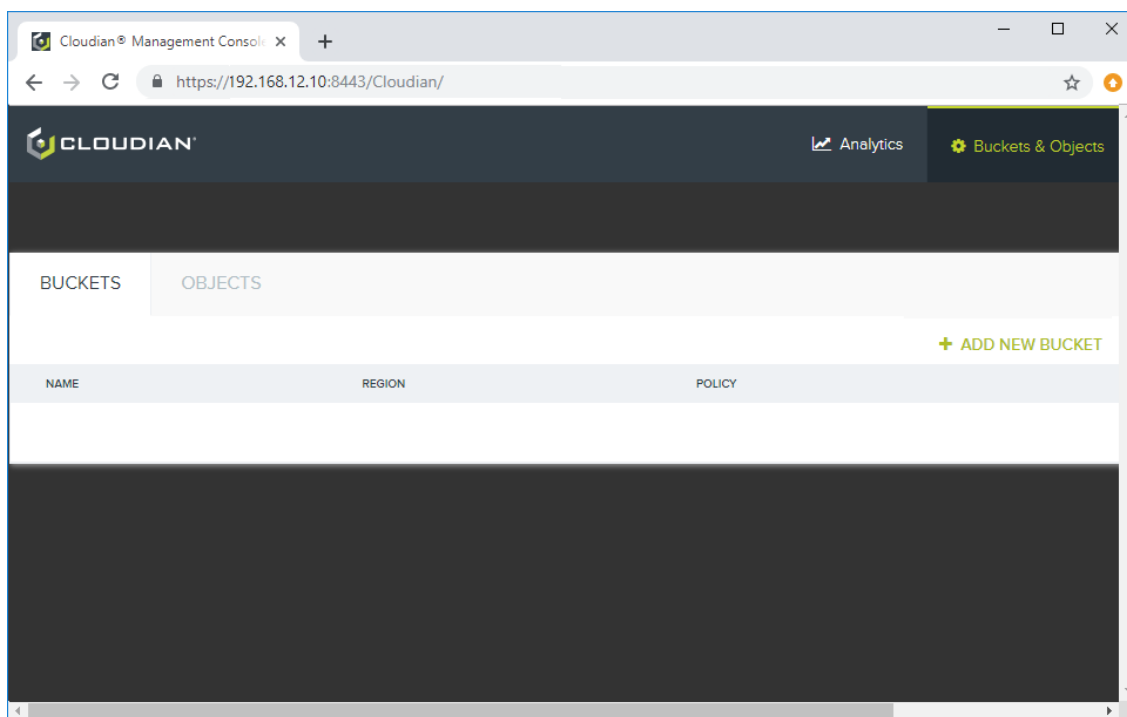 Cloudian® Management Console
https://192.168.12.10:8443/Cloudian/
CLOUDIAN®
Analytics
Buckets & Objects
BUCKETS
OBJECTS
+ ADD NEW BUCKET
NAME
REGION
POLICY